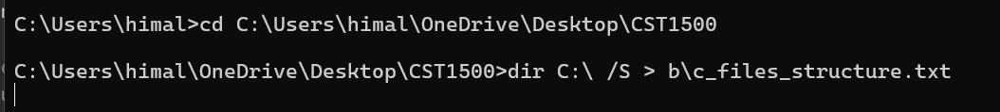 C:\Users\himal>cd C:\Users\himal\OneDrive\Desktop\CST1500
C:\Users\himal\OneDrive\Desktop\CST1500>dir C:\ /S > b\c_files_structure.txt